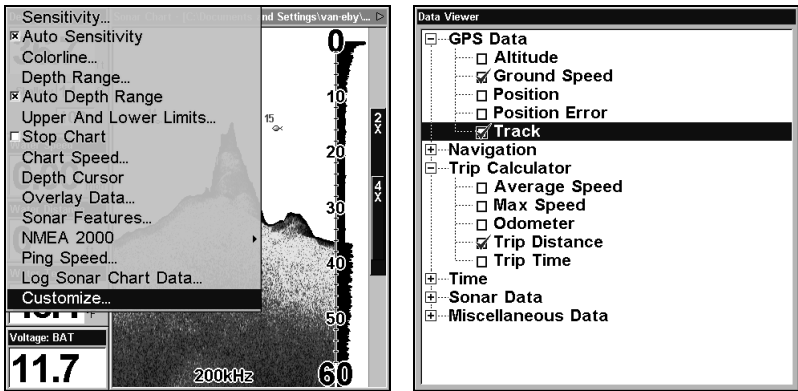 Sensitivity...
Auto Sensitivity
Colorline...
Depth Range...
Auto Depth Range
Upper And Lower Limits...
Stop Chart
Chart Speed...
Depth Cursor
Overlay Data...
Sonar Features...
NMEA 2000
Ping Speed...
Log Sonar Chart Data...
Customize...
nd Settings\van-eby\...
0
10
15
20
30
40
50
60
2X
4X
200kHz
Voltage: BAT
11.7
Data Viewer
GPS Data
Altitude
Ground Speed
Position
Position Error
Track
Navigation
Trip Calculator
Average Speed
Max Speed
Odometer
Trip Distance
Trip Time
Time
Sonar Data
Miscellaneous Data